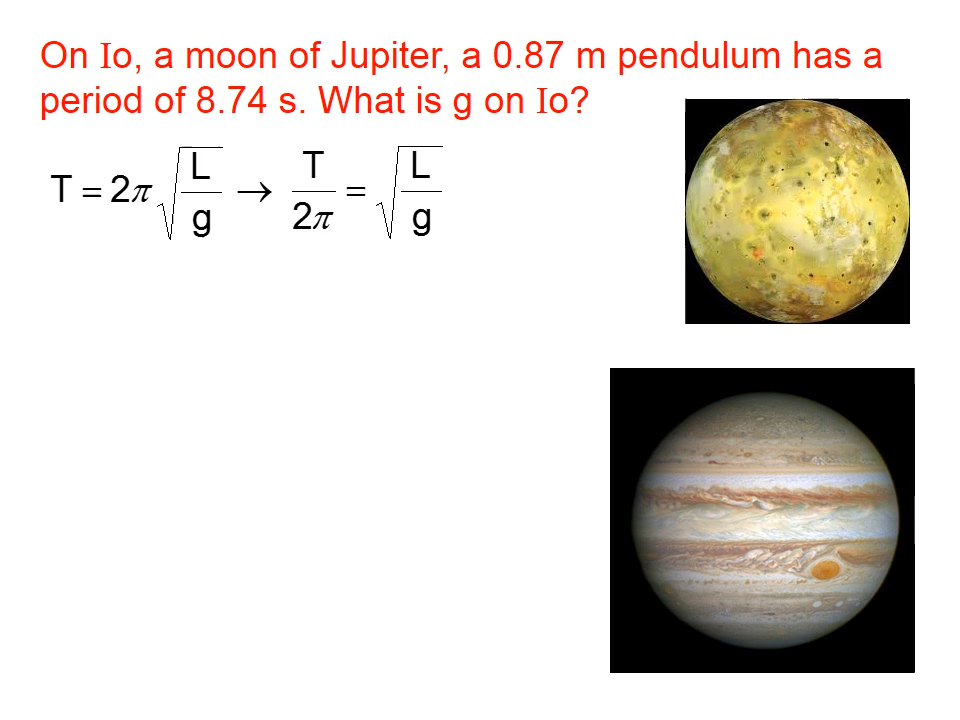 On Io, a moon of Jupiter, a 0.87 m pendulum has a
period of 8.74 s. What is g on Io?
T = 2π √(L/g) → T/2π = √(L/g)